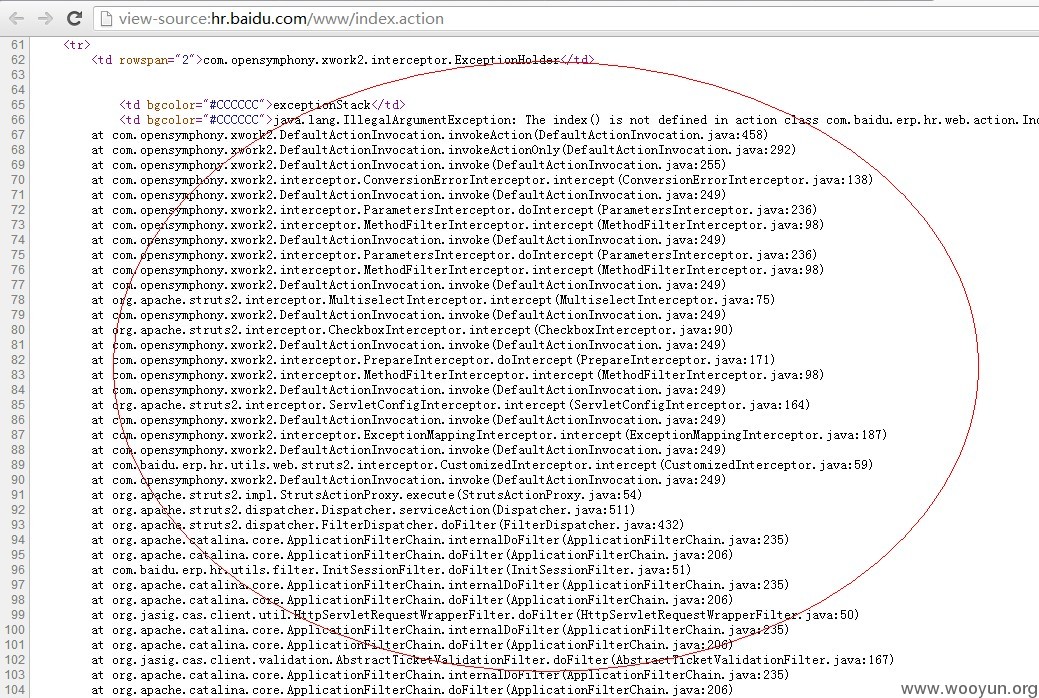 view-source:hr.baidu.com/www/index.action
61 <tr>
62 <td rowspan="2">com.opensymphony.xwork2.interceptor.ExceptionHolder</td>
63
64
65 <td bgcolor="#CCCCCC">exceptionStack</td>
66 <td bgcolor="#CCCCCC">java.lang.IllegalArgumentException: The index() is not defined in action class com.baidu.erp.hr.web.action.Ind
67 at com.opensymphony.xwork2.DefaultActionInvocation.invokeAction(DefaultActionInvocation.java:458)
68 at com.opensymphony.xwork2.DefaultActionInvocation.invokeActionOnly(DefaultActionInvocation.java:292)
69 at com.opensymphony.xwork2.DefaultActionInvocation.invoke(DefaultActionInvocation.java:255)
70 at com.opensymphony.xwork2.interceptor.ConversionErrorInterceptor.intercept(ConversionErrorInterceptor.java:138)
71 at com.opensymphony.xwork2.DefaultActionInvocation.invoke(DefaultActionInvocation.java:249)
72 at com.opensymphony.xwork2.interceptor.ParametersInterceptor.doIntercept(ParametersInterceptor.java:236)
73 at com.opensymphony.xwork2.interceptor.MethodFilterInterceptor.intercept(MethodFilterInterceptor.java:98)
74 at com.opensymphony.xwork2.DefaultActionInvocation.invoke(DefaultActionInvocation.java:249)
75 at com.opensymphony.xwork2.interceptor.ParametersInterceptor.doIntercept(ParametersInterceptor.java:236)
76 at com.opensymphony.xwork2.interceptor.MethodFilterInterceptor.intercept(MethodFilterInterceptor.java:98)
77 at com.opensymphony.xwork2.DefaultActionInvocation.invoke(DefaultActionInvocation.java:249)
78 at org.apache.struts2.interceptor.MultiselectInterceptor.intercept(MultiselectInterceptor.java:75)
79 at com.opensymphony.xwork2.DefaultActionInvocation.invoke(DefaultActionInvocation.java:249)
80 at org.apache.struts2.interceptor.CheckboxInterceptor.intercept(CheckboxInterceptor.java:90)
81 at com.opensymphony.xwork2.DefaultActionInvocation.invoke(DefaultActionInvocation.java:249)
82 at com.opensymphony.xwork2.interceptor.PrepareInterceptor.doIntercept(PrepareInterceptor.java:171)
83 at com.opensymphony.xwork2.interceptor.MethodFilterInterceptor.intercept(MethodFilterInterceptor.java:98)
84 at com.opensymphony.xwork2.DefaultActionInvocation.invoke(DefaultActionInvocation.java:249)
85 at org.apache.struts2.interceptor.ServletConfigInterceptor.intercept(ServletConfigInterceptor.java:164)
86 at com.opensymphony.xwork2.DefaultActionInvocation.invoke(DefaultActionInvocation.java:249)
87 at com.opensymphony.xwork2.interceptor.ExceptionMappingInterceptor.intercept(ExceptionMappingInterceptor.java:187)
88 at com.opensymphony.xwork2.DefaultActionInvocation.invoke(DefaultActionInvocation.java:249)
89 at com.baidu.erp.hr.utils.web.struts2.interceptor.CustomizedInterceptor.intercept(CustomizedInterceptor.java:59)
90 at com.opensymphony.xwork2.DefaultActionInvocation.invoke(DefaultActionInvocation.java:249)
91 at org.apache.struts2.impl.StrutsActionProxy.execute(StrutsActionProxy.java:54)
92 at org.apache.struts2.dispatcher.Dispatcher.serviceAction(Dispatcher.java:511)
93 at org.apache.struts2.dispatcher.FilterDispatcher.doFilter(FilterDispatcher.java:432)
94 at org.apache.catalina.core.ApplicationFilterChain.internalDoFilter(ApplicationFilterChain.java:235)
95 at org.apache.catalina.core.ApplicationFilterChain.doFilter(ApplicationFilterChain.java:206)
96 at com.baidu.erp.hr.utils.filter.InitSessionFilter.doFilter(InitSessionFilter.java:51)
97 at org.apache.catalina.core.ApplicationFilterChain.internalDoFilter(ApplicationFilterChain.java:235)
98 at org.apache.catalina.core.ApplicationFilterChain.doFilter(ApplicationFilterChain.java:206)
99 at org.jasig.cas.client.util.HttpServletRequestWrapperFilter.doFilter(HttpServletRequestWrapperFilter.java:50)
100 at org.apache.catalina.core.ApplicationFilterChain.internalDoFilter(ApplicationFilterChain.java:235)
101 at org.apache.catalina.core.ApplicationFilterChain.doFilter(ApplicationFilterChain.java:206)
102 at org.jasig.cas.client.validation.AbstractTicketValidationFilter.doFilter(AbstractTicketValidationFilter.java:167)
103 at org.apache.catalina.core.ApplicationFilterChain.internalDoFilter(ApplicationFilterChain.java:235)
104 at org.apache.catalina.core.ApplicationFilterChain.doFilter(ApplicationFilterChain.java:206)
www.wooyun.org